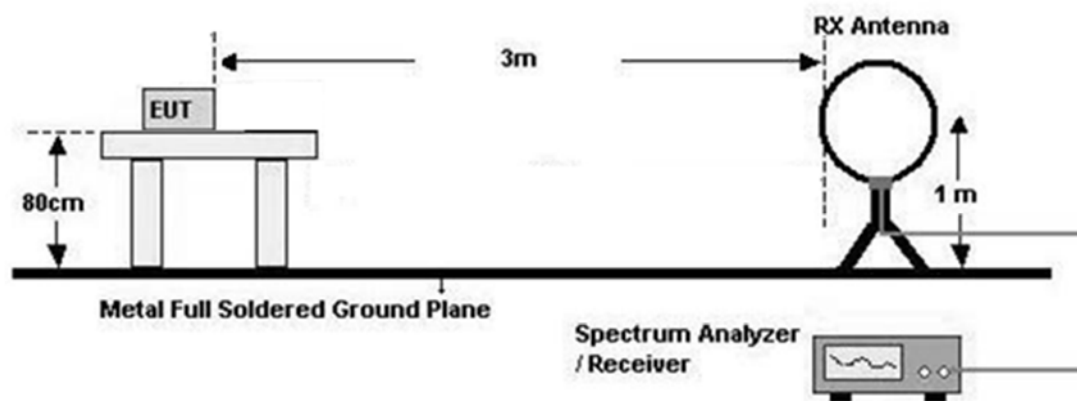 RX Antenna
3m
EUT
80cm
1 m
Metal Full Soldered Ground Plane
Spectrum Analyzer
/ Receiver